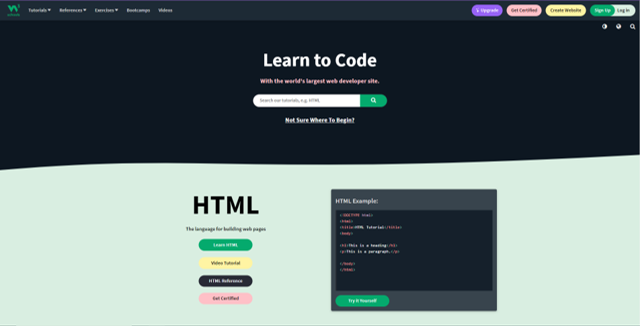 Tutorials References Exercises Bootcamps Videos Upgrade Get Certified Create Website Sign Up Log in
Learn to Code
With the world's largest web developer site.
Search our tutorials, e.g. HTML
Not Sure Where To Begin?
HTML
The language for building web pages
Learn HTML
Video Tutorial
HTML Reference
Get Certified
HTML Example:
<!DOCTYPE html>
<html>
<title>HTML Tutorial</title>
<body>
<h1>This is a heading</h1>
<p>This is a paragraph.</p>
</body>
</html>
Try it Yourself